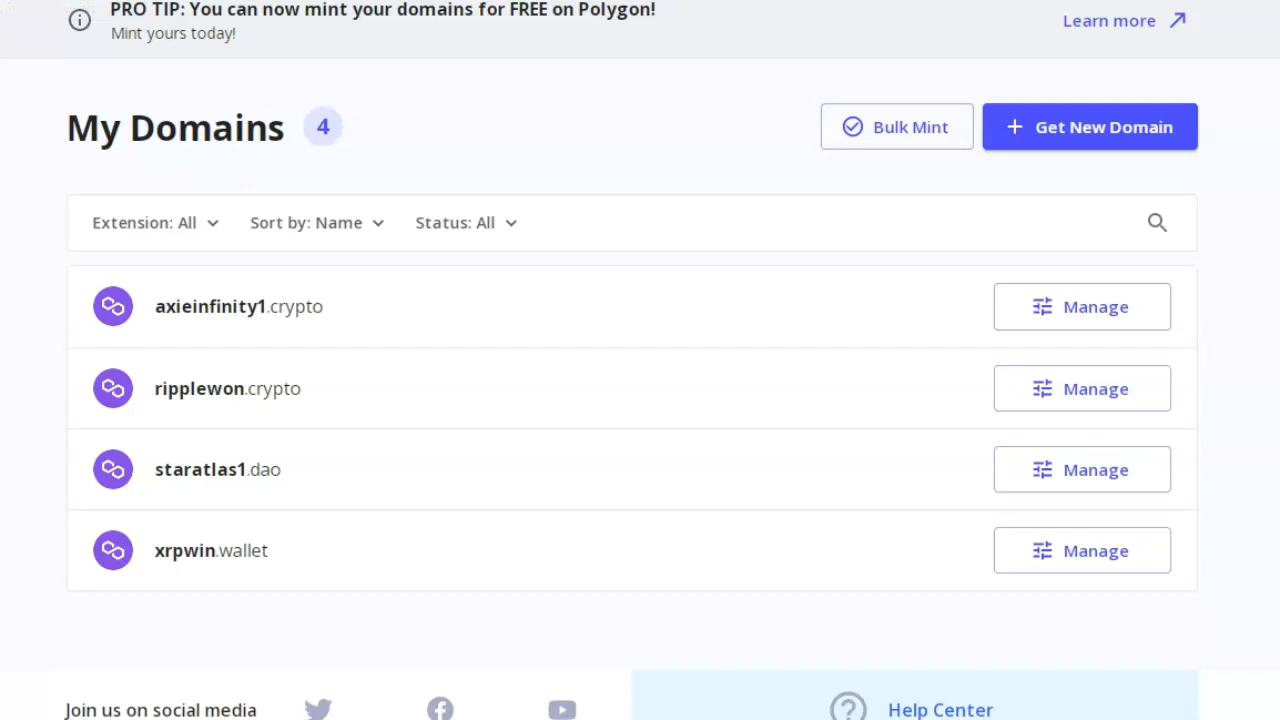 PRO TIP: You can now mint your domains for FREE on Polygon!
Mint yours today!
Learn more
My Domains 4
Bulk Mint
Get New Domain
Extension: All
Sort by: Name
Status: All
axieinfinity1.crypto
Manage
ripplewon.crypto
Manage
staratlas1.dao
Manage
xrpwin.wallet
Manage
Join us on social media
Help Center